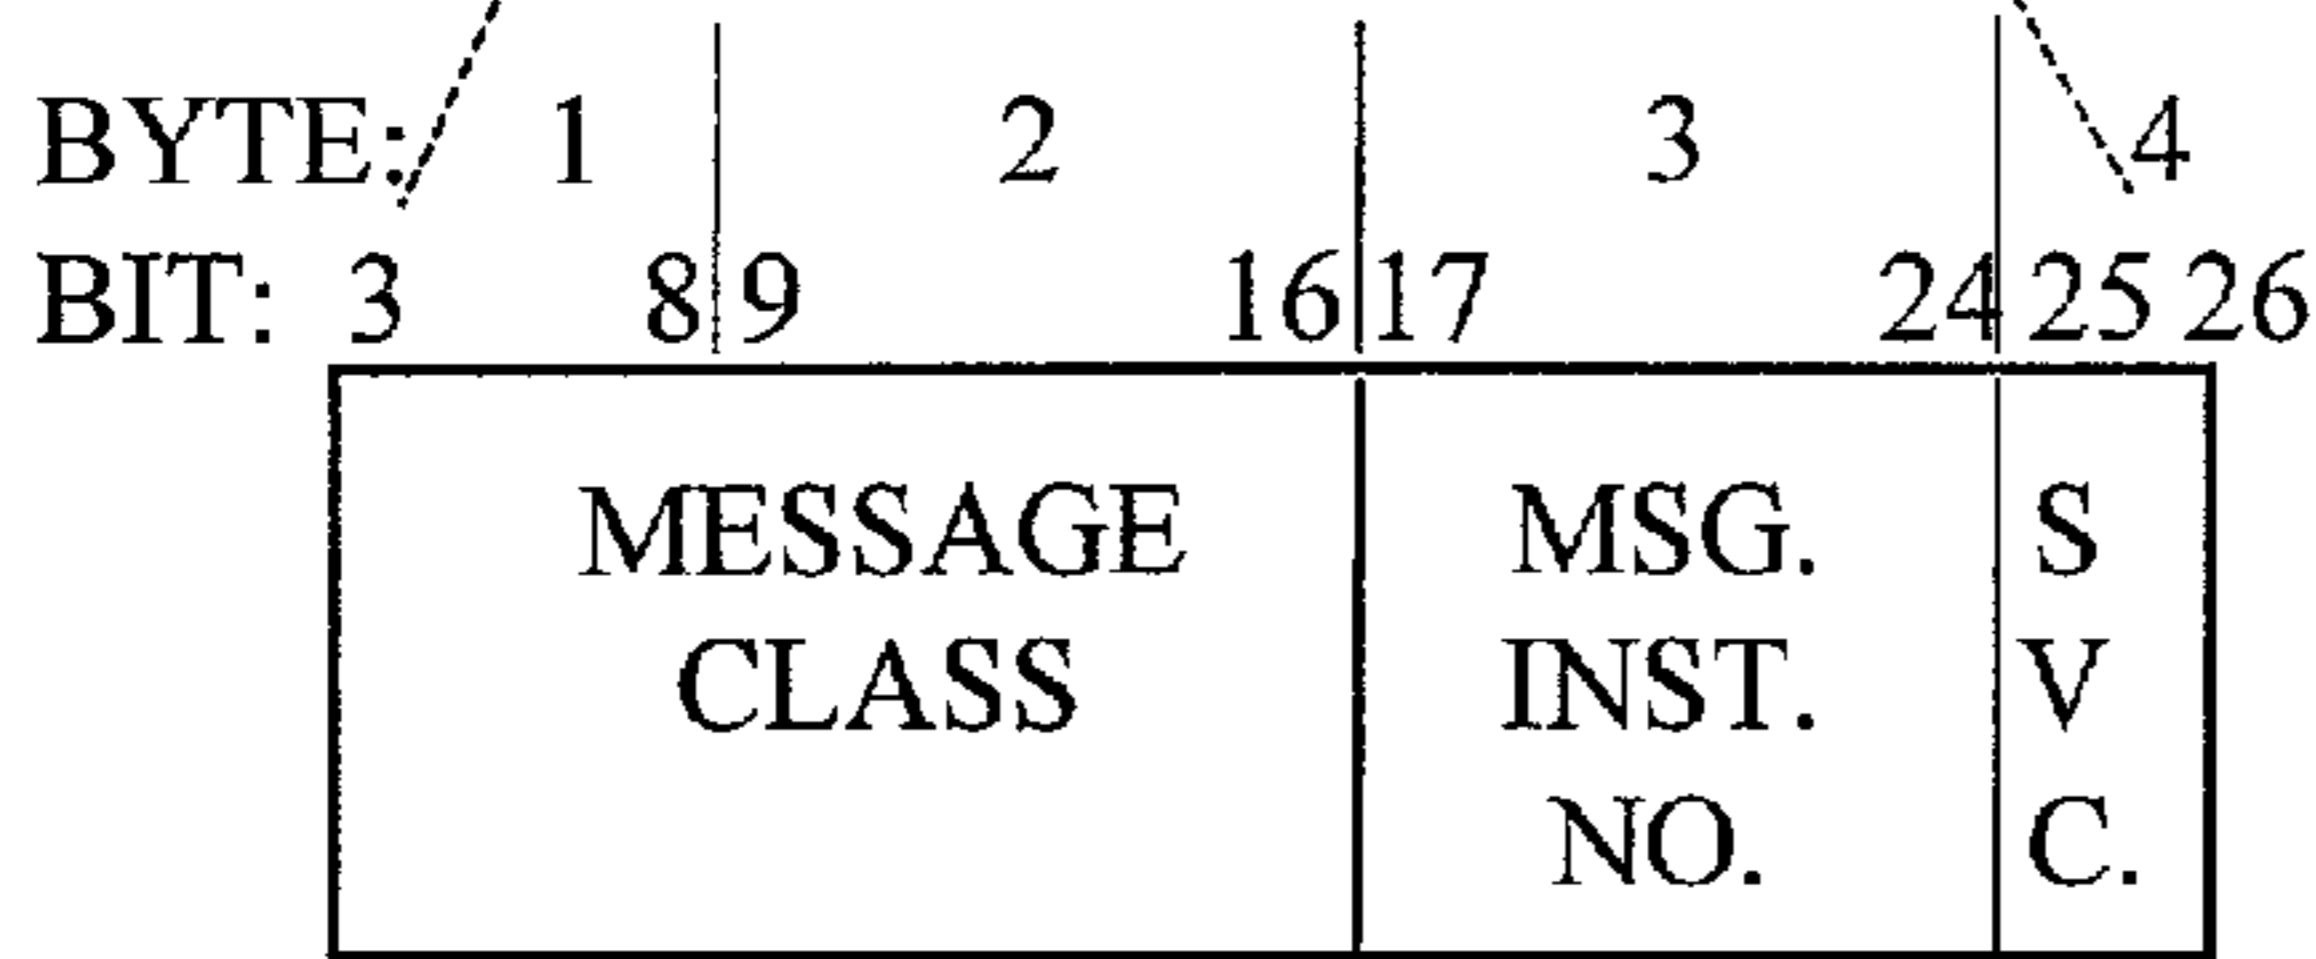 BYTE: 1 2 3 4
BIT: 3 8 9 16 17 24 25 26
MESSAGE MSG. S
CLASS INST. V
NO. C.